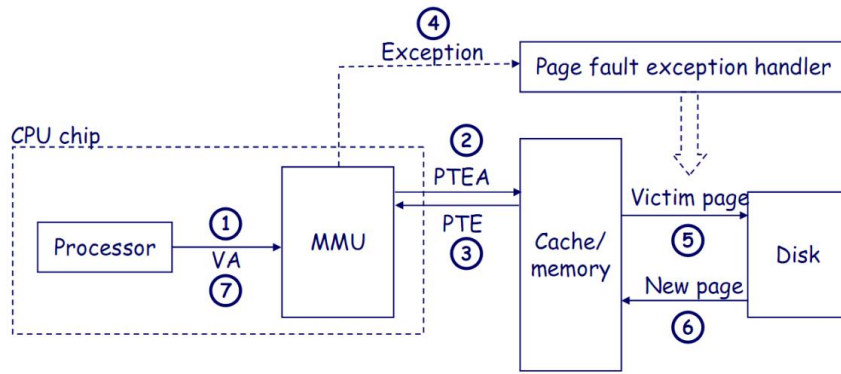 4
Exception
Page fault exception handler
CPU chip
2
PTEA
Victim page
1
Processor
VA
7
MMU
PTE
3
Cache/
memory
5
Disk
New page
6